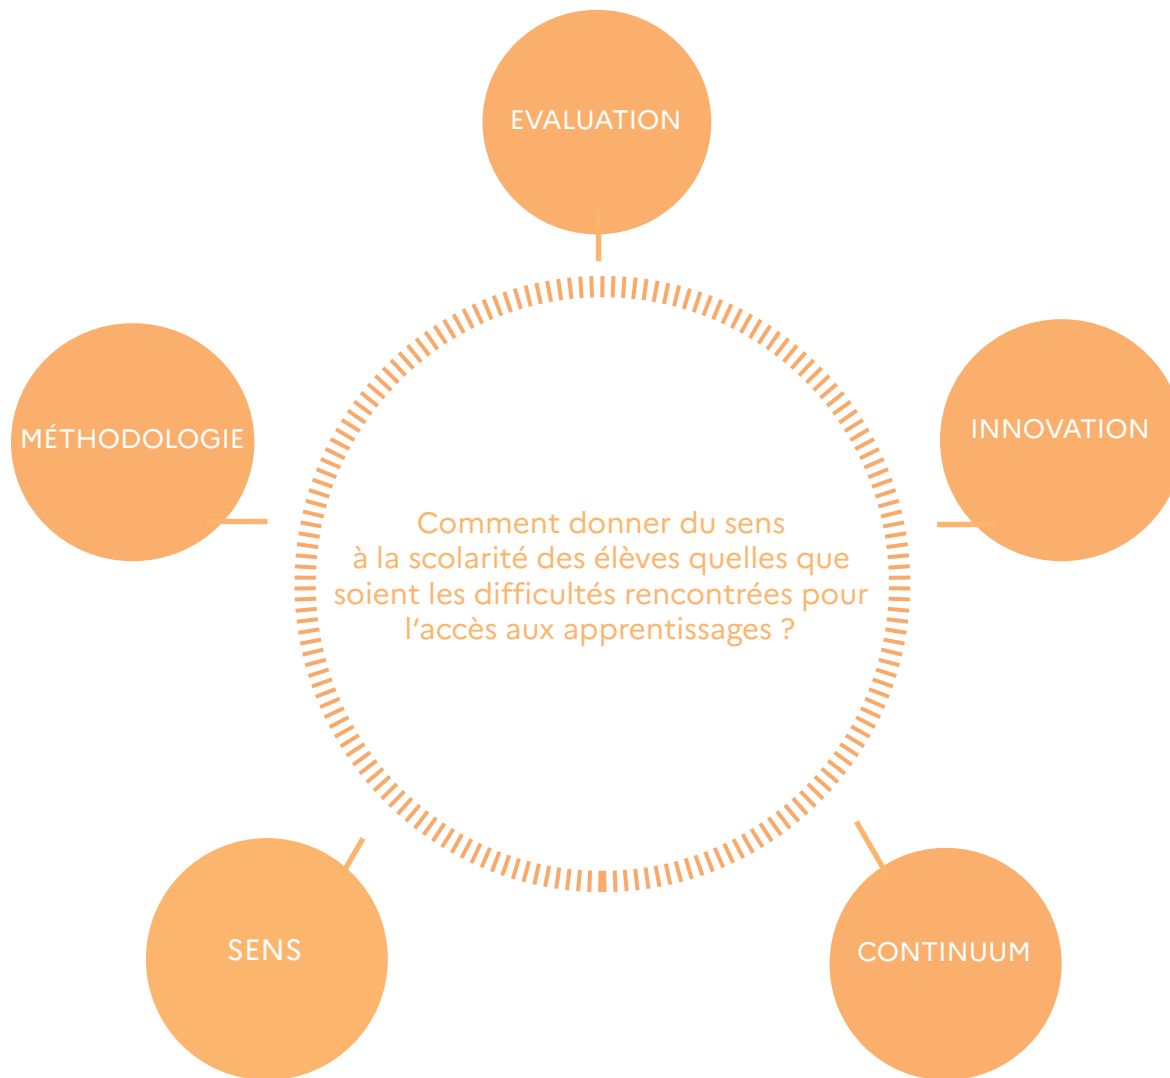 EVALUATION
MÉTHODOLOGIE
INNOVATION
Comment donner du sens
à la scolarité des élèves quelles que
soient les difficultés rencontrées pour
l'accès aux apprentissages ?
SENS
CONTINUUM